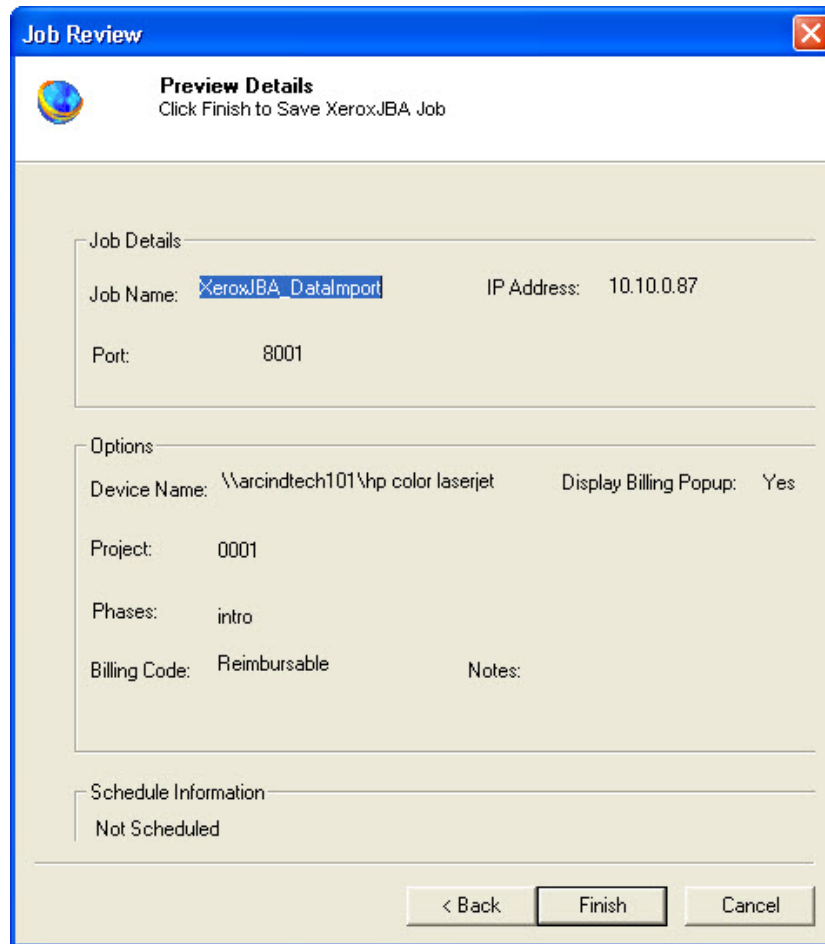 Job Review
Preview Details
Click Finish to Save XeroxJBA Job
Job Details
Job Name: XeroxJBA_DataImport IP Address: 10.10.0.87
Port: 8001
Options
Device Name: \\arcindtech101\hp color laserjet Display Billing Popup: Yes
Project: 0001
Phases: intro
Billing Code: Reimbursable Notes:
Schedule Information
Not Scheduled
< Back Finish Cancel